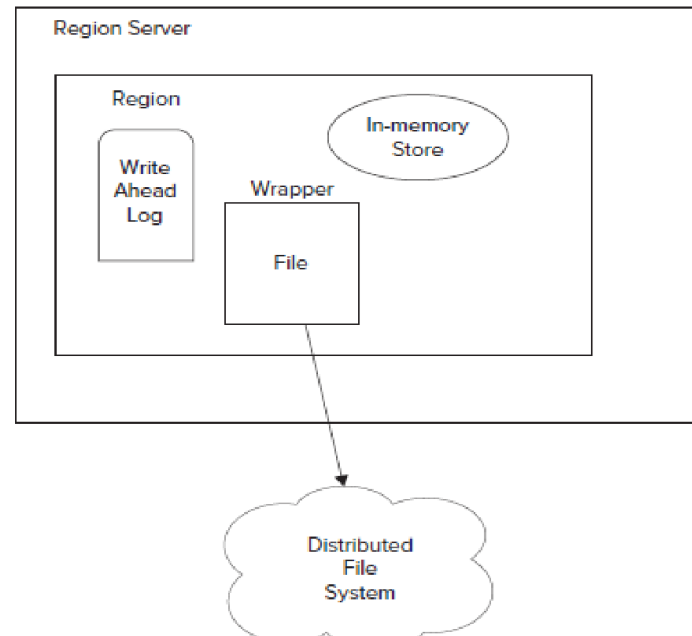 Region Server
Region
In-memory
Store
Write
Ahead
Log
Wrapper
File
Distributed
File
System